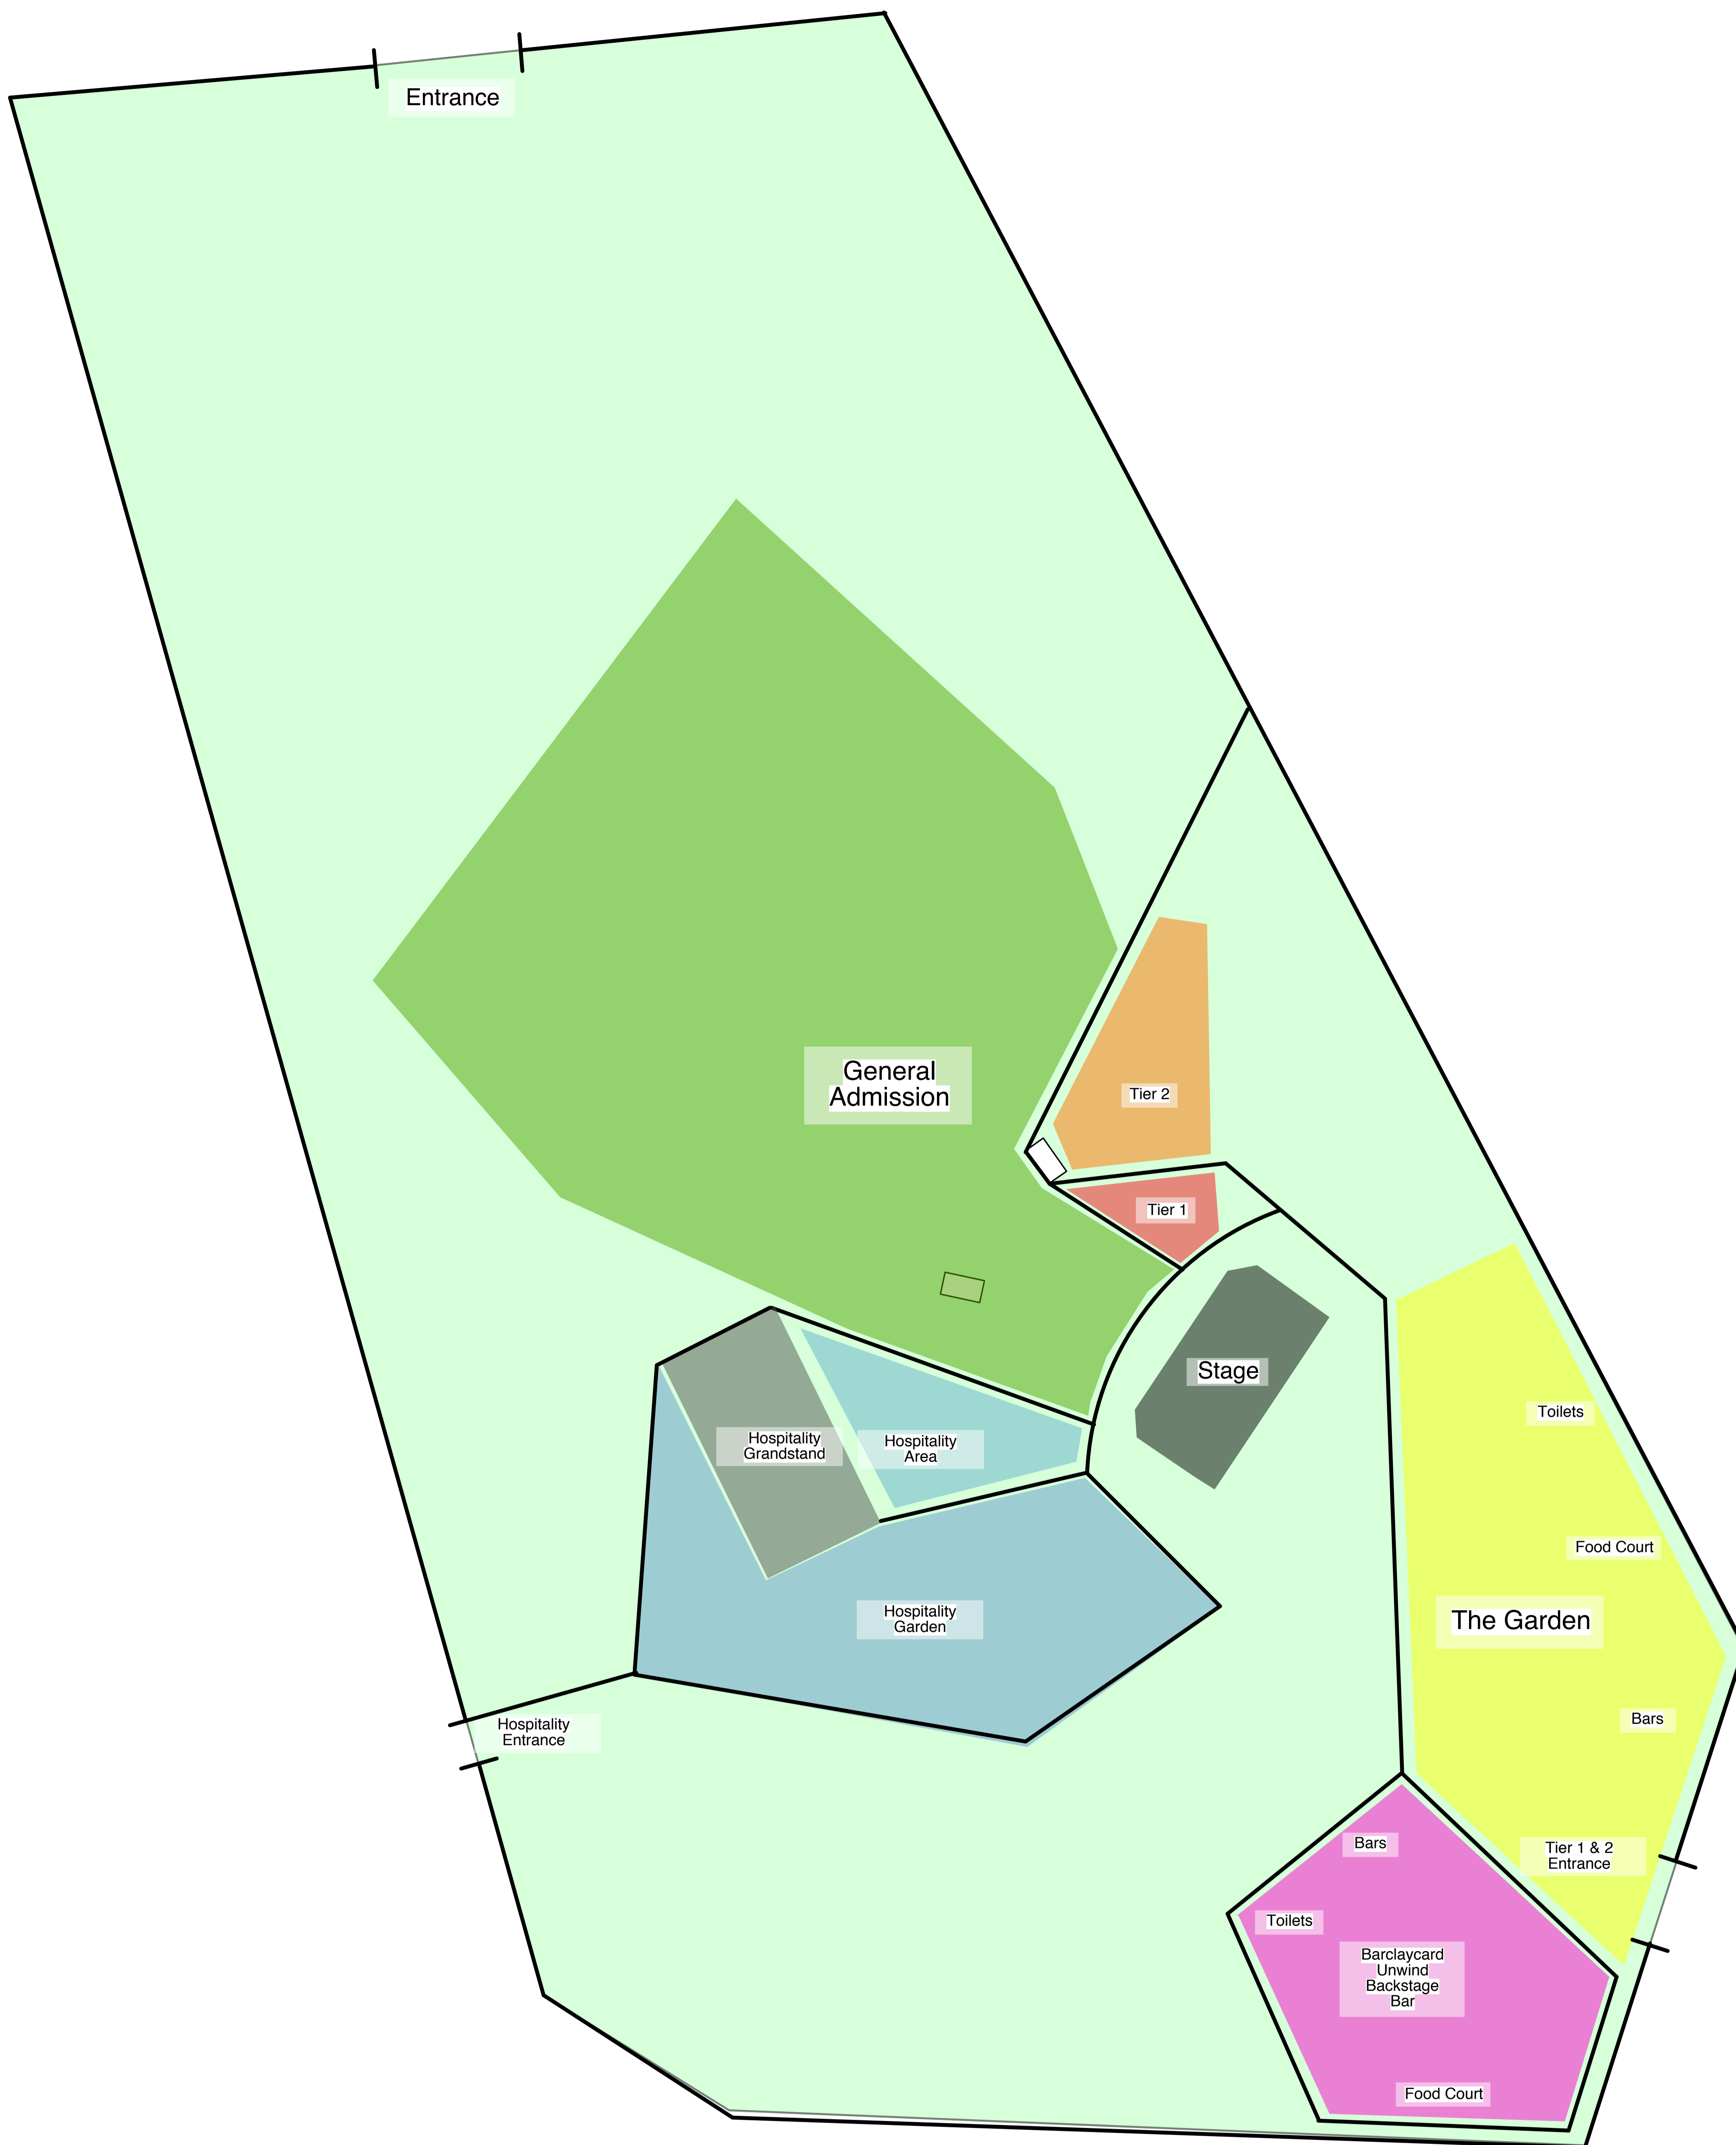 Entrance
General
Admission
Tier 2
Tier 1
Stage
Toilets
Hospitality
Grandstand
Hospitality
Area
Food Court
Hospitality
Garden
The Garden
Bars
Hospitality
Entrance
Bars
Tier 1 & 2
Entrance
Toilets
Barclaycard
Unwind
Backstage
Bar
Food Court